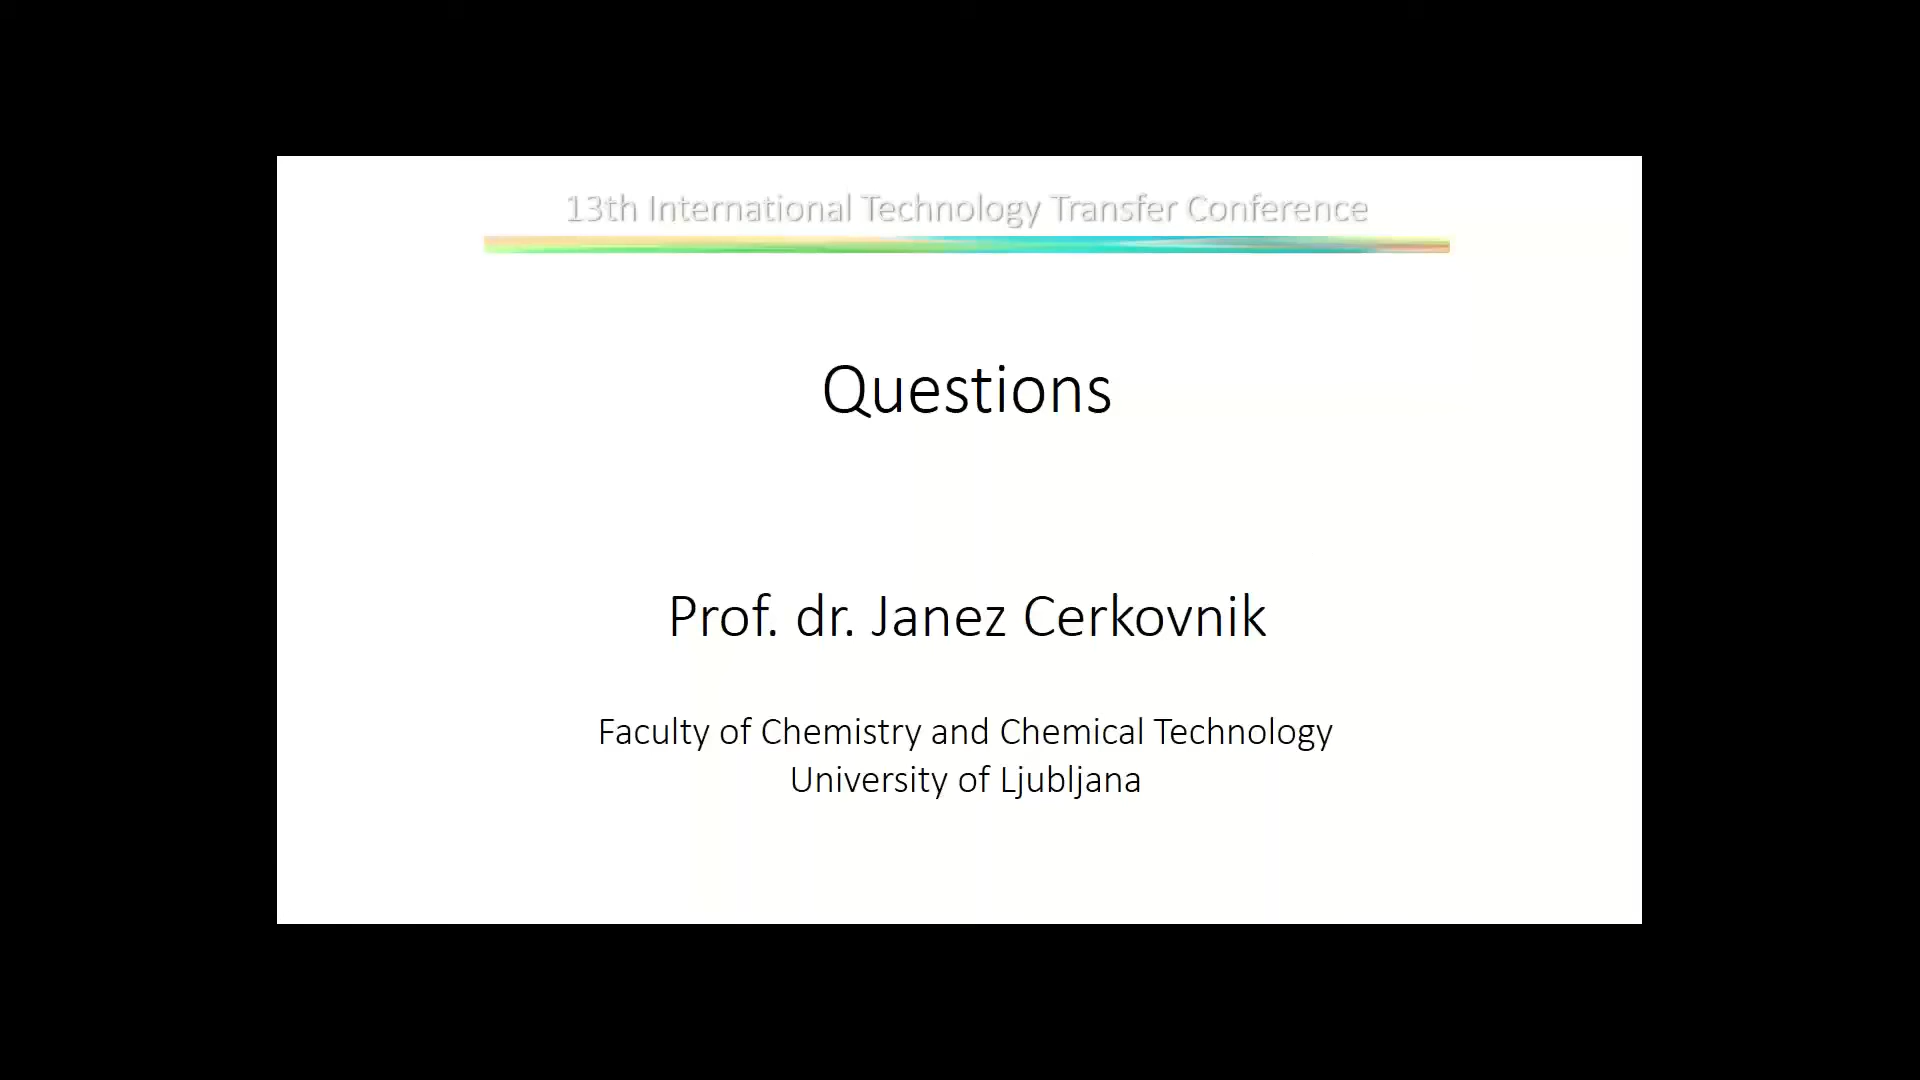 13th International Technology Transfer Conference
Questions
Prof. dr. Janez Cerkovnik
Faculty of Chemistry and Chemical Technology
University of Ljubljana